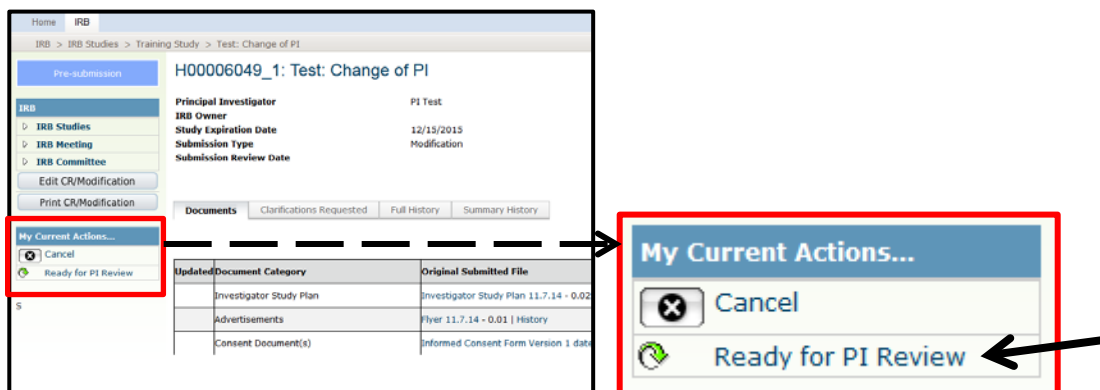 Home IRB
IRB > IRB Studies > Training Study > Test: Change of PI
Pre-submission
H00006049_1: Test: Change of PI
Principal Investigator PI Test
IRB Owner
Study Expiration Date 12/15/2015
Submission Type Modification
Submission Review Date
IRB
IRB Studies
IRB Meeting
IRB Committee
Edit CR/Modification
Print CR/Modification
Documents Clarifications Requested Full History Summary History
My Current Actions...
Cancel
Ready for PI Review
S
Updated Document Category Original Submitted File
Investigator Study Plan Investigator Study Plan 11.7.14 - 0.02
Advertisements Flyer 11.7.14 - 0.01 | History
Consent Document(s) Informed Consent Form Version 1 date
My Current Actions...
Cancel
Ready for PI Review